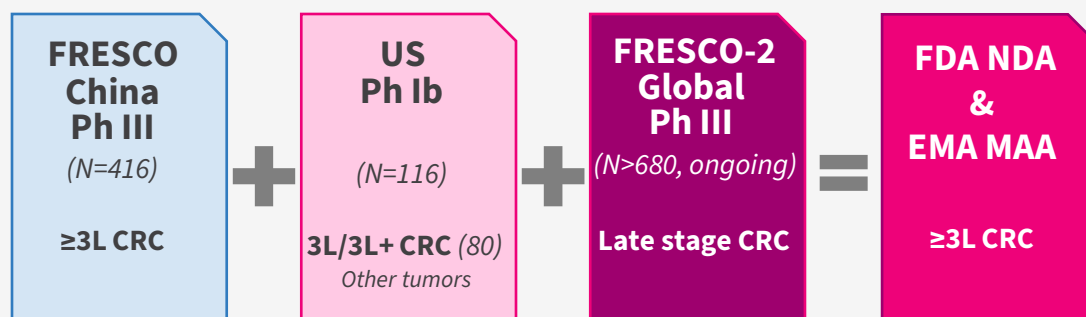 FRESCO
China
Ph III
(N=416)
≥3L CRC
+
US
Ph Ib
(N=116)
3L/3L+ CRC (80)
Other tumors
+
FRESCO-2
Global
Ph III
(N>680, ongoing)
Late stage CRC
=
FDA NDA
&
EMA MAA
≥3L CRC